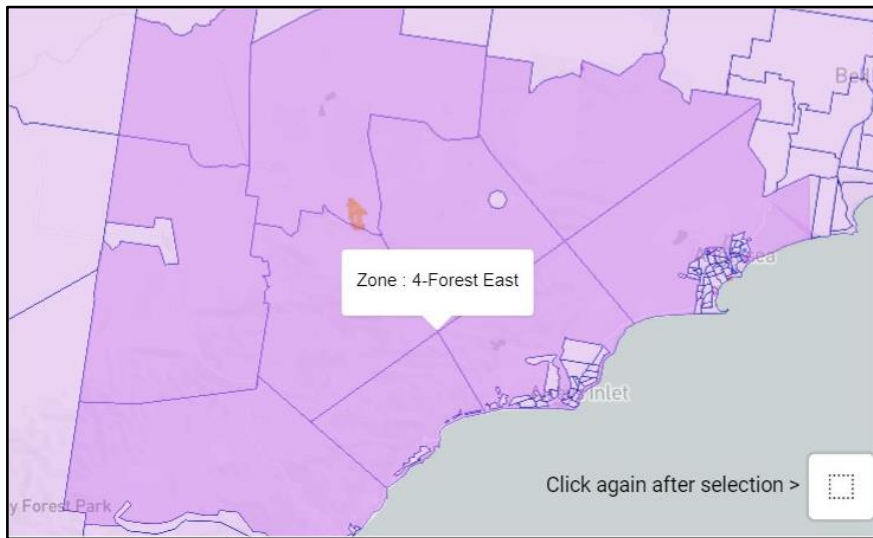 Zone : 4-Forest East
Inlet
Click again after selection >
y Forest Park